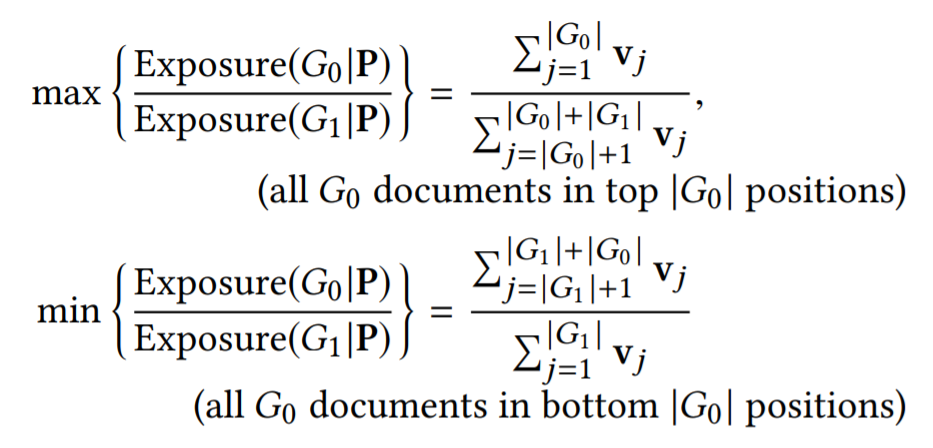 max { Exposure(G₀|𝐏) / Exposure(G₁|𝐏) } = ∑_{j=1}^{|G₀|} 𝐯_j / ∑_{j=|G₀|+1}^{|G₀|+|G₁|} 𝐯_j ,
(all G₀ documents in top |G₀| positions)
min { Exposure(G₀|𝐏) / Exposure(G₁|𝐏) } = ∑_{j=|G₁|+1}^{|G₁|+|G₀|} 𝐯_j / ∑_{j=1}^{|G₁|} 𝐯_j
(all G₀ documents in bottom |G₀| positions)